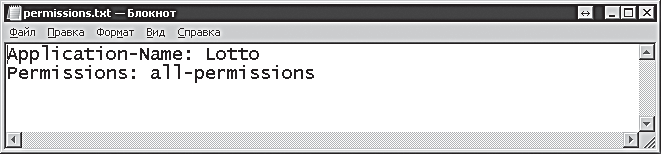 permissions.txt — Блокнот
Файл Правка Формат Вид Справка
Application-Name: Lotto
Permissions: all-permissions